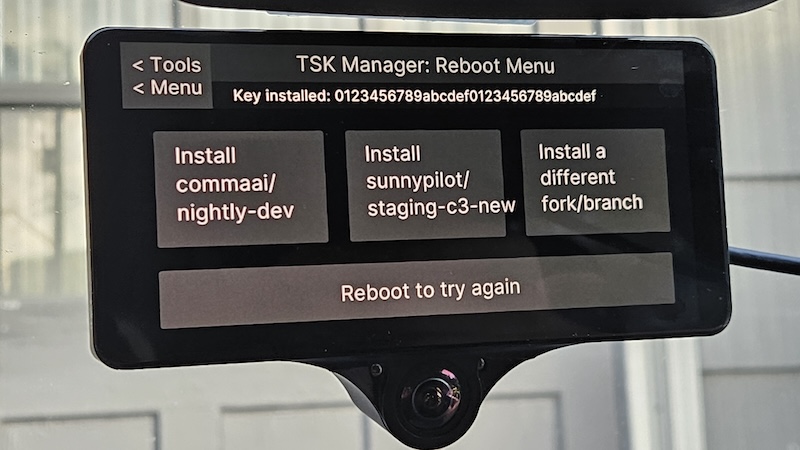 < Tools
< Menu
TSK Manager: Reboot Menu
Key installed: 0123456789abcdef0123456789abcdef
Install
commaai/
nightly-dev
Install
sunnypilot/
staging-c3-new
Install a
different
fork/branch
Reboot to try again